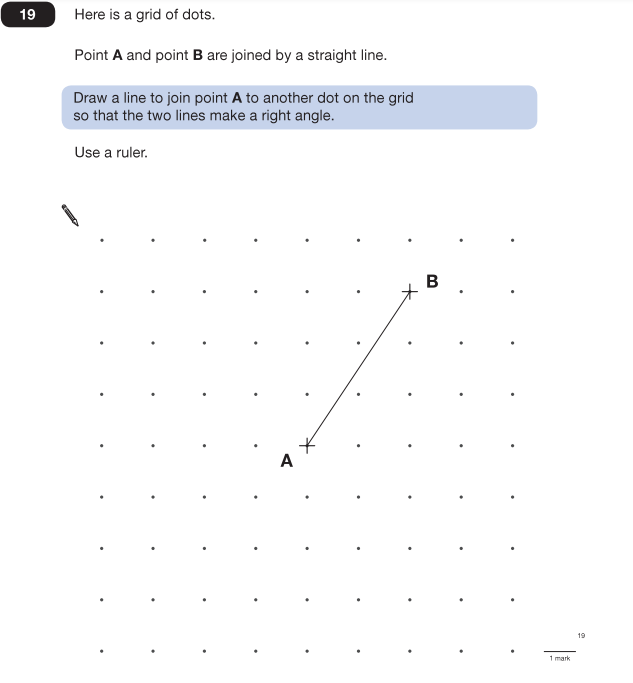 19
Here is a grid of dots.
Point A and point B are joined by a straight line.
Draw a line to join point A to another dot on the grid
so that the two lines make a right angle.
Use a ruler.
B
A
19
1 mark